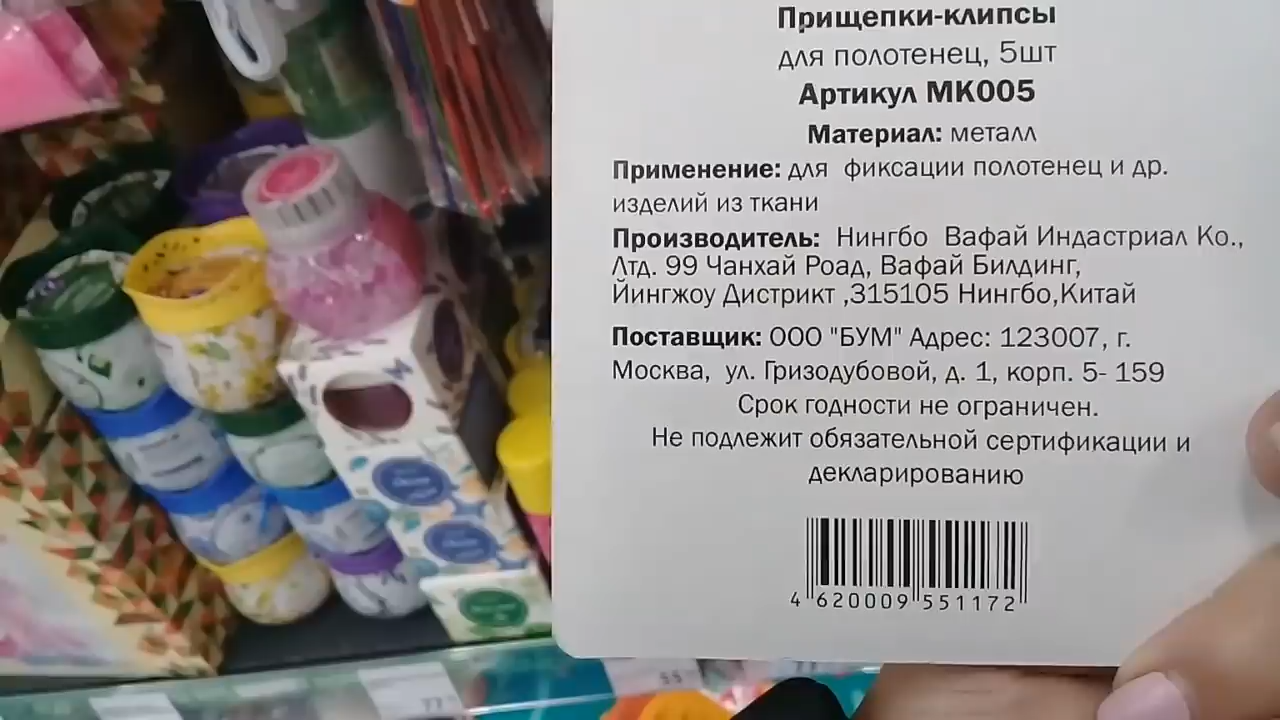 Прищепки-клипсы
для полотенец, 5шт
Артикул МК005
Материал: металл
Применение: для фиксации полотенец и др.
изделий из ткани
Производитель: Нингбо Вафай Индастриал Ко.,
Лтд. 99 Чанхай Роад, Вафай Билдинг,
Йингжоу Дистрикт ,315105 Нингбо,Китай
Поставщик: ООО "БУМ" Адрес: 123007, г.
Москва, ул. Гризодубовой, д. 1, корп. 5- 159
Срок годности не ограничен.
Не подлежит обязательной сертификации и
декларированию
4 620009 551172
55
77